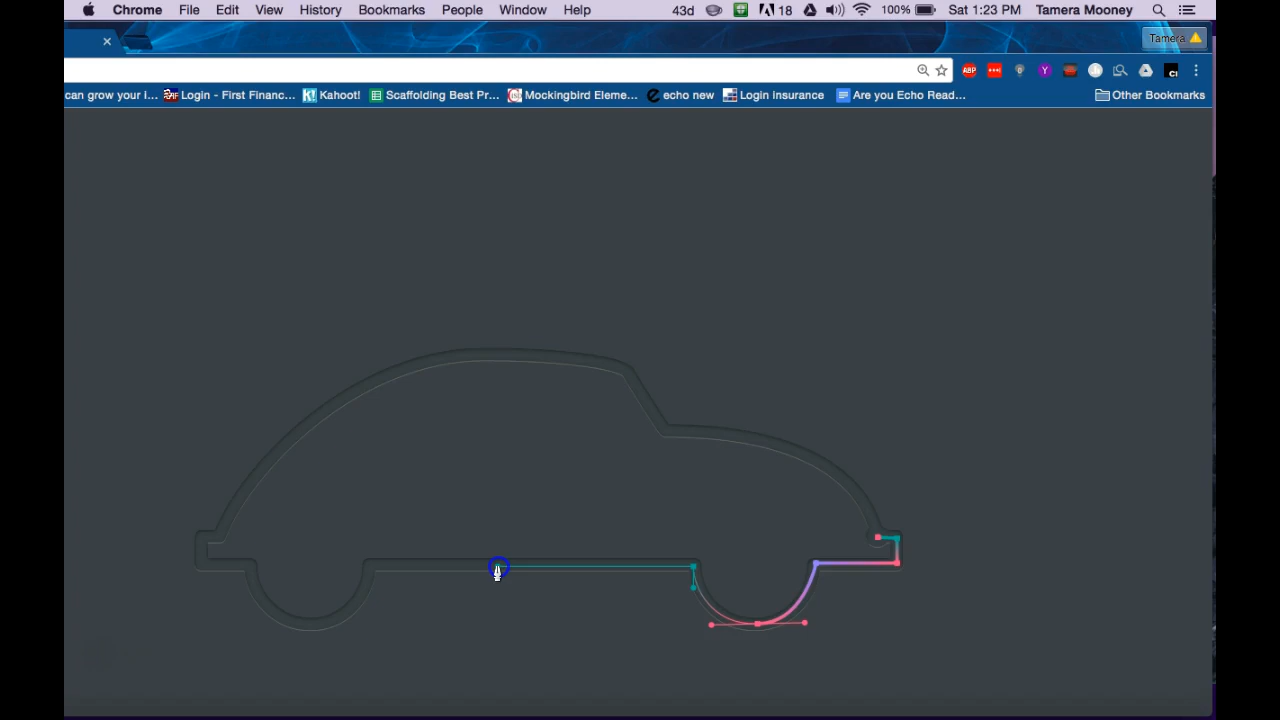 Chrome File Edit View History Bookmarks People Window Help 43d 18 100% Sat 1:23 PM Tamera Mooney
Tamera
ABP Y CI
can grow your i... Login - First Financ... Kahoot! Scaffolding Best Pr... Mockingbird Eleme... echo new Login insurance Are you Echo Read... Other Bookmarks